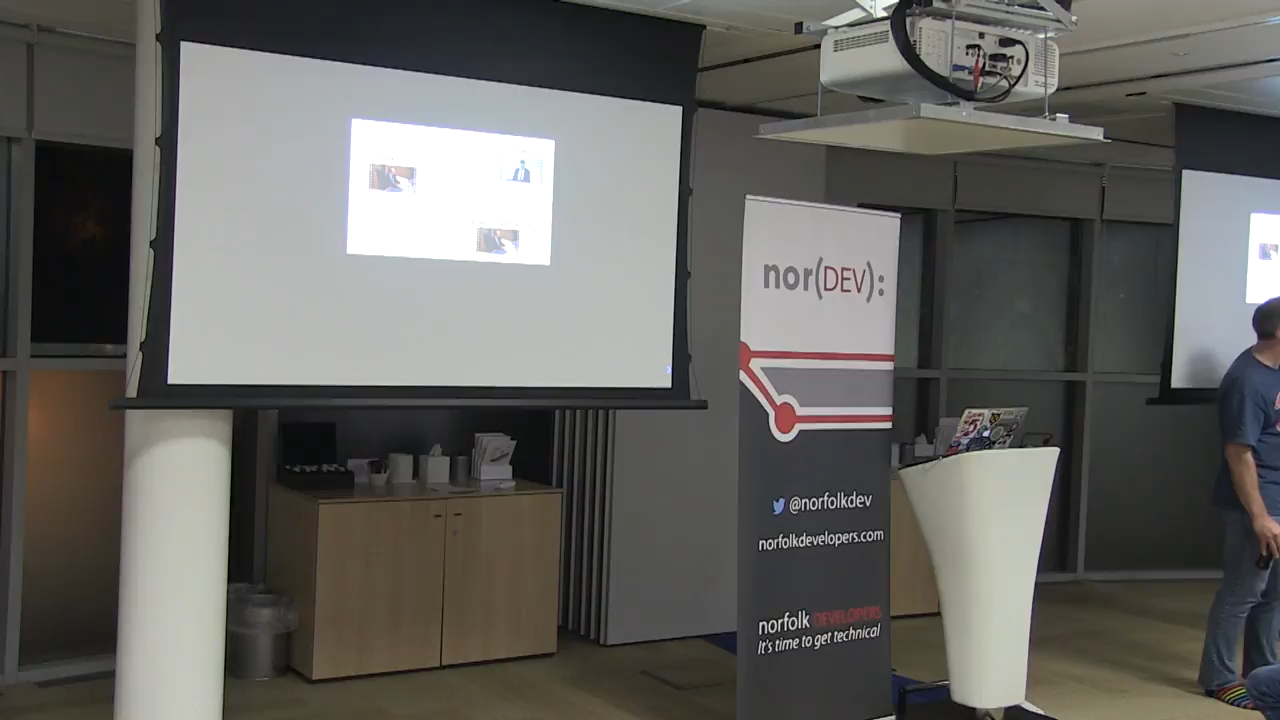 nor(DEV):
@norfolkdev
norfolkdevelopers.com
norfolk DEVELOPERS
It's time to get technical